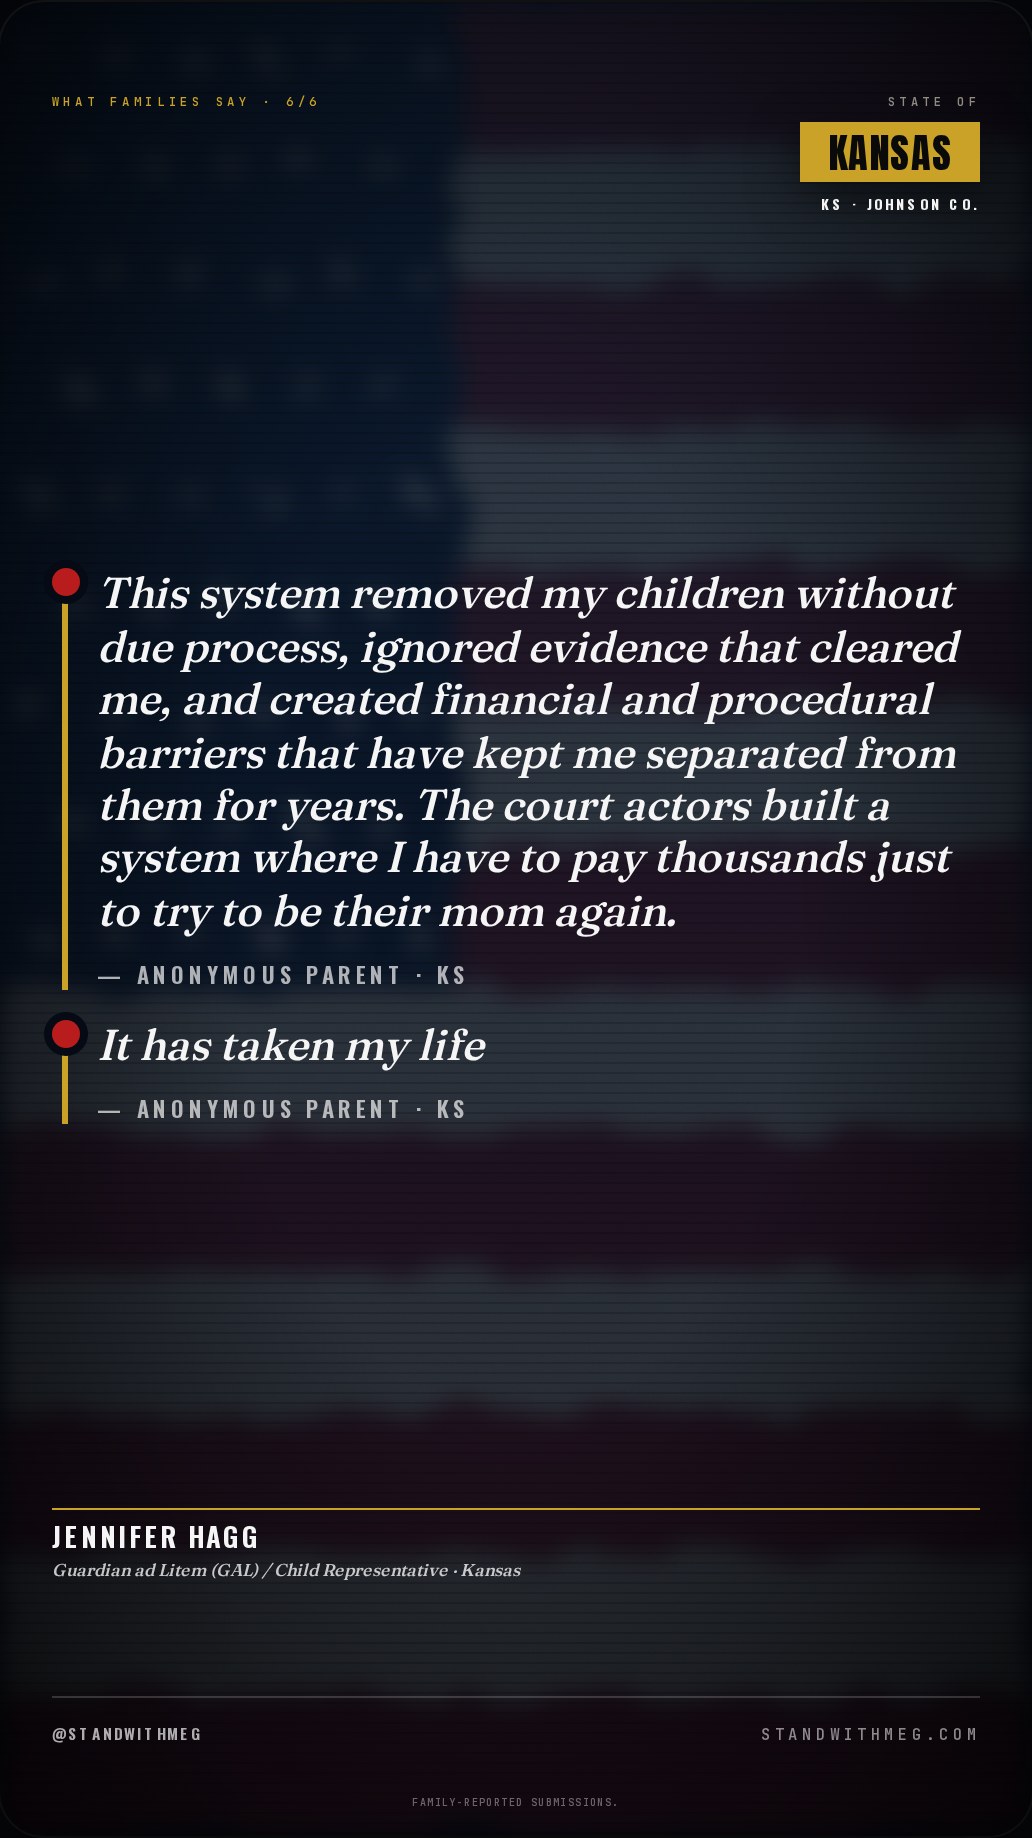 WHAT FAMILIES SAY · 6/6
STATE OF
KANSAS
KS · JOHNSON CO.
This system removed my children without
due process, ignored evidence that cleared
me, and created financial and procedural
barriers that have kept me separated from
them for years. The court actors built a
system where I have to pay thousands just
to try to be their mom again.
— ANONYMOUS PARENT · KS
It has taken my life
— ANONYMOUS PARENT · KS
JENNIFER HAGG
Guardian ad Litem (GAL) / Child Representative · Kansas
@STANDWITHMEG
STANDWITHMEG.COM
FAMILY-REPORTED SUBMISSIONS.